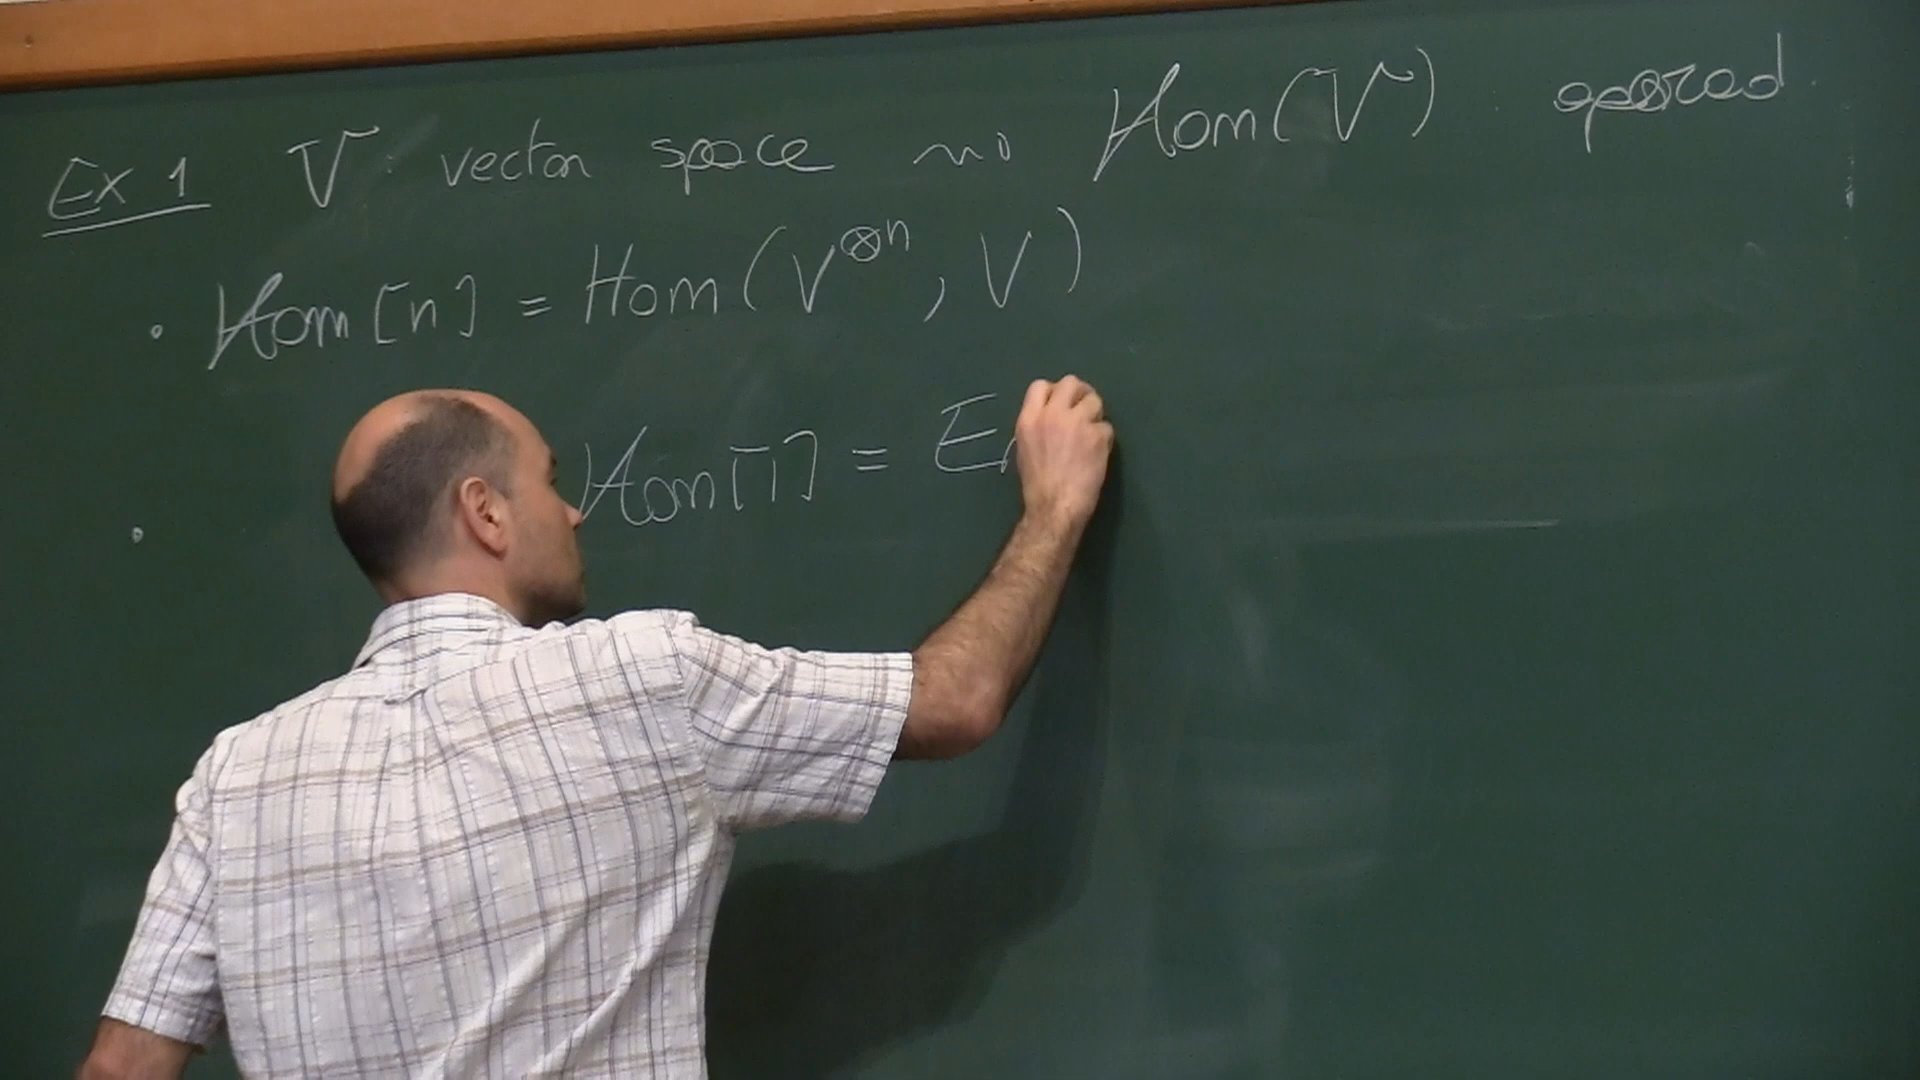 Ex 1 V vector space ⇝ Hom(V) operad
• Hom[n] = Hom(V^{⊗n}, V)
• Hom[1] = E